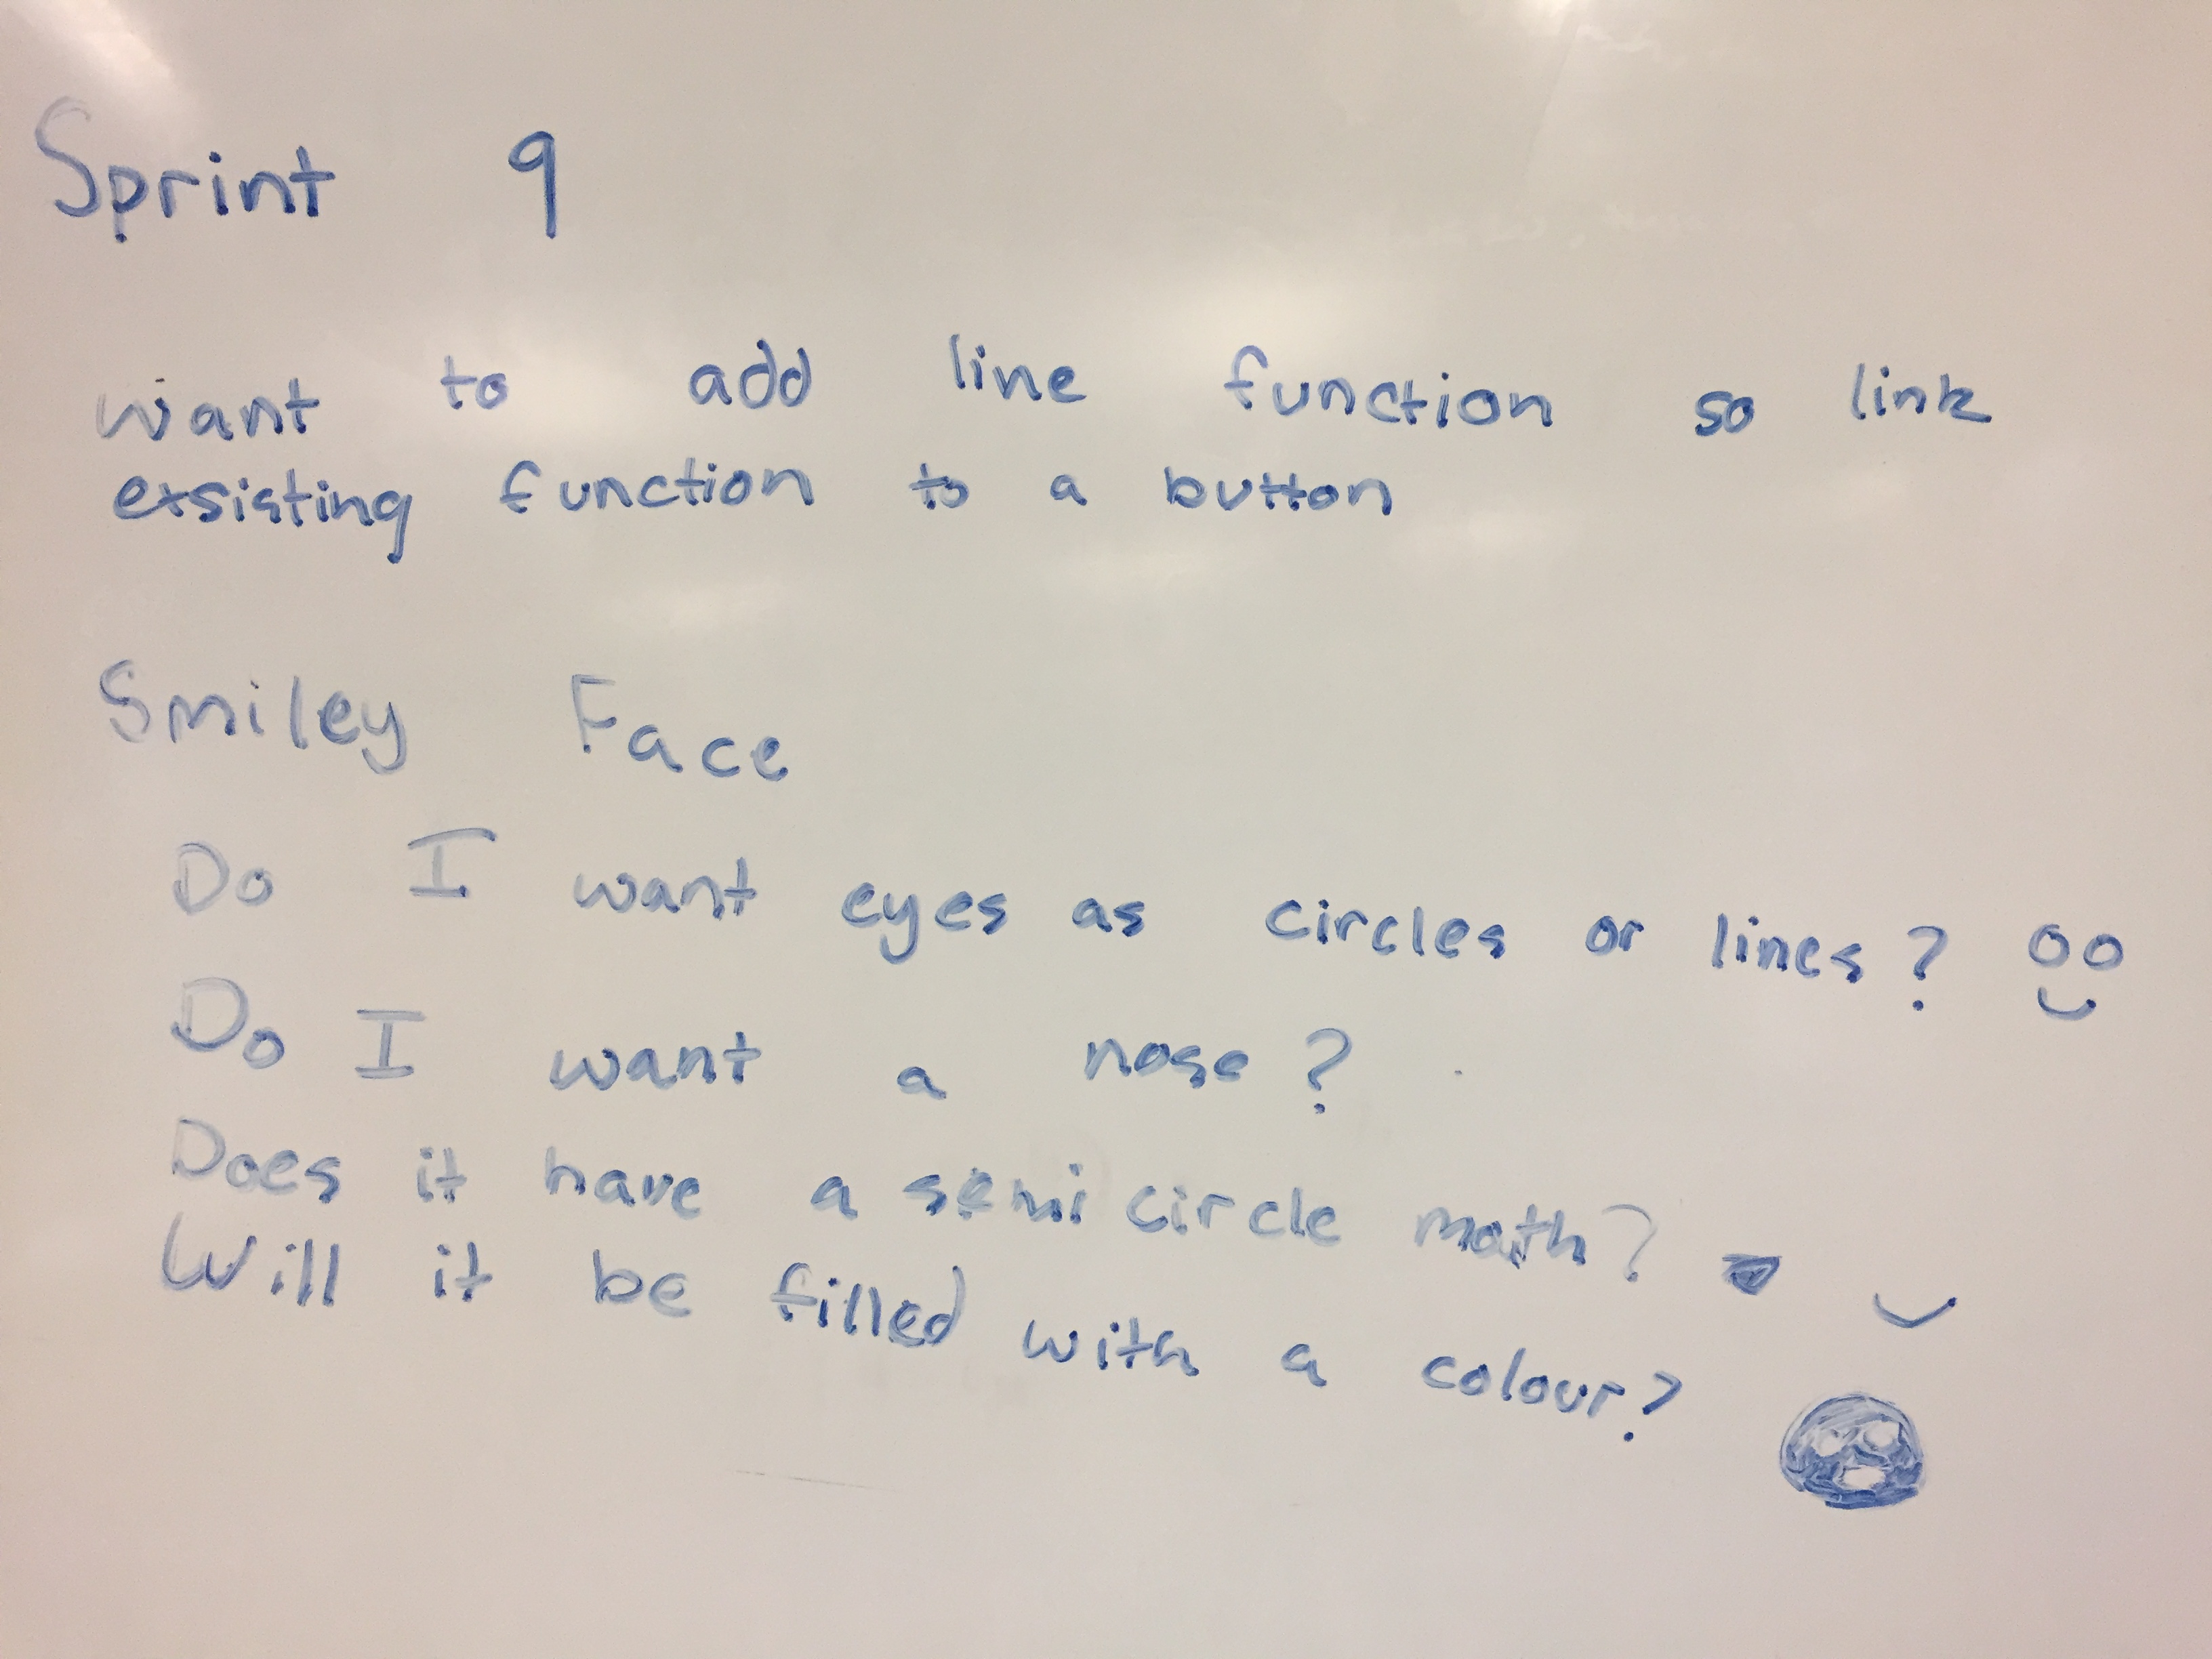 Sprint 9
want to add line function so link
exsisting function to a button
Smiley Face
Do I want eyes as circles or lines?
Do I want a nose?
Does it have a semi circle moth?
Will it be filled with a colour?